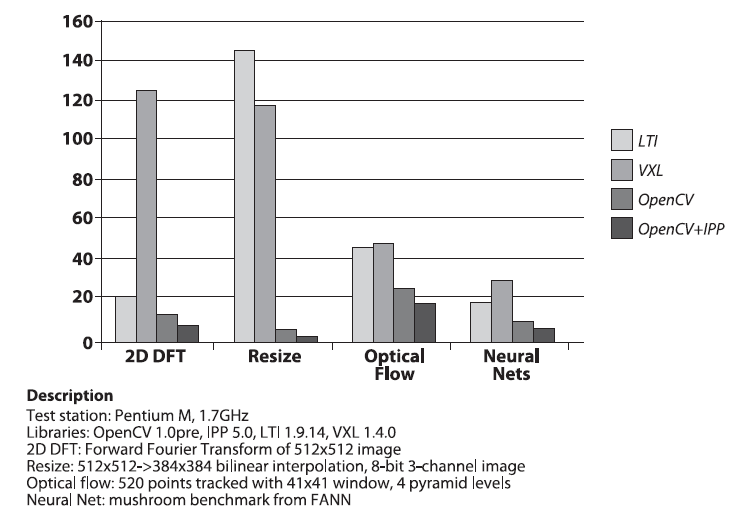 160
140
120
100
80
60
40
20
0
2D DFT
Resize
Optical
Flow
Neural
Nets
LTI
VXL
OpenCV
OpenCV+IPP
Description
Test station: Pentium M, 1.7GHz
Libraries: OpenCV 1.0pre, IPP 5.0, LTI 1.9.14, VXL 1.4.0
2D DFT: Forward Fourier Transform of 512x512 image
Resize: 512x512->384x384 bilinear interpolation, 8-bit 3-channel image
Optical flow: 520 points tracked with 41x41 window, 4 pyramid levels
Neural Net: mushroom benchmark from FANN